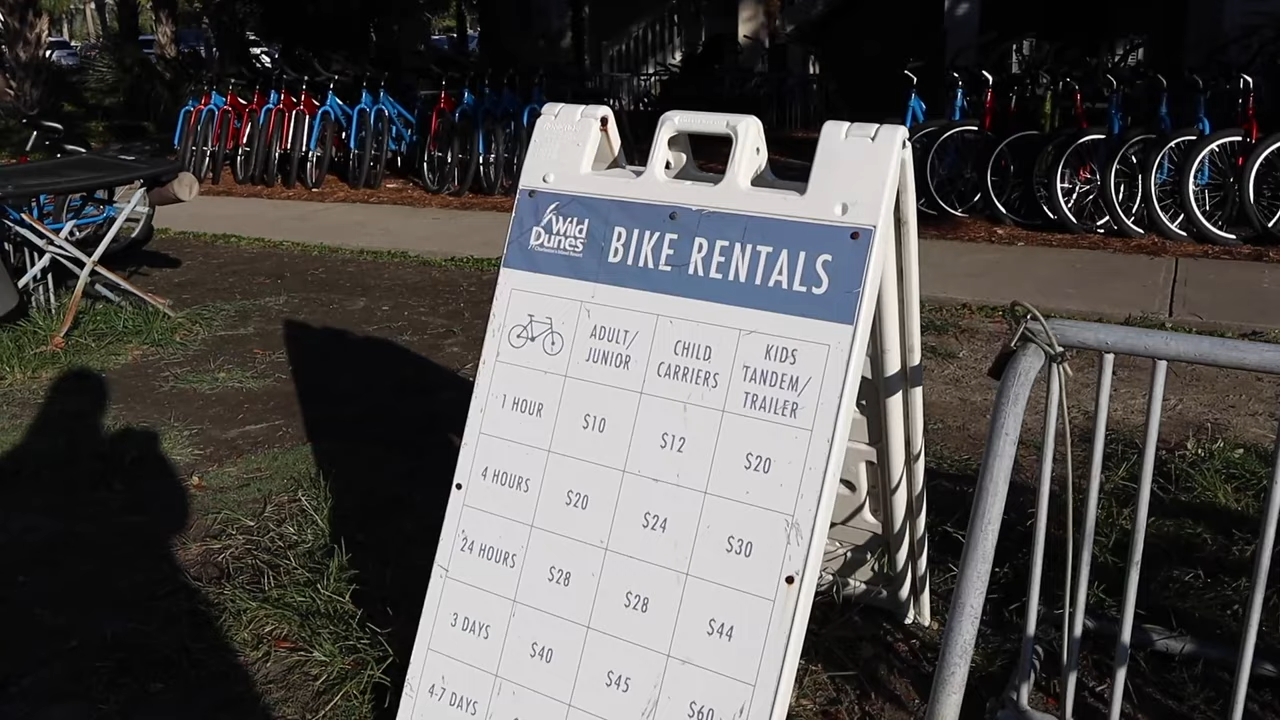 Wild Dunes
BIKE RENTALS
ADULT/ JUNIOR
CHILD CARRIERS
KIDS TANDEM/ TRAILER
1 HOUR $10 $12 $20
4 HOURS $20 $24 $30
24 HOURS $28 $28 $44
3 DAYS $40 $45 $60
4-7 DAYS